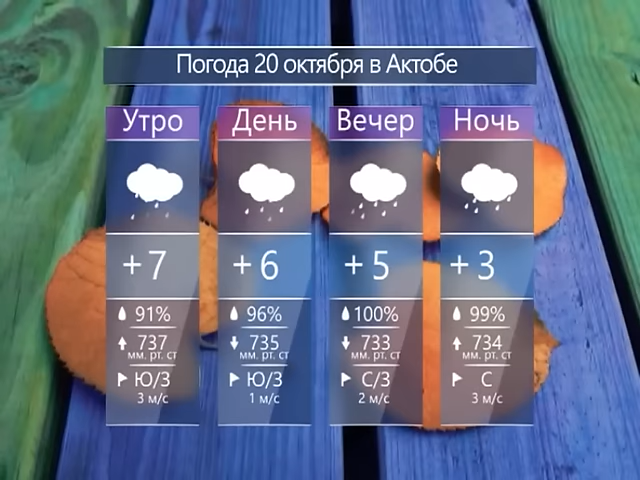 Погода 20 октября в Актобе
Утро День Вечер Ночь
+7 +6 +5 +3
91% 96% 100% 99%
737 735 733 734
мм. рт. ст мм. рт. ст мм. рт. ст мм. рт. ст
Ю/З Ю/З С/З С
3 м/с 1 м/с 2 м/с 3 м/с